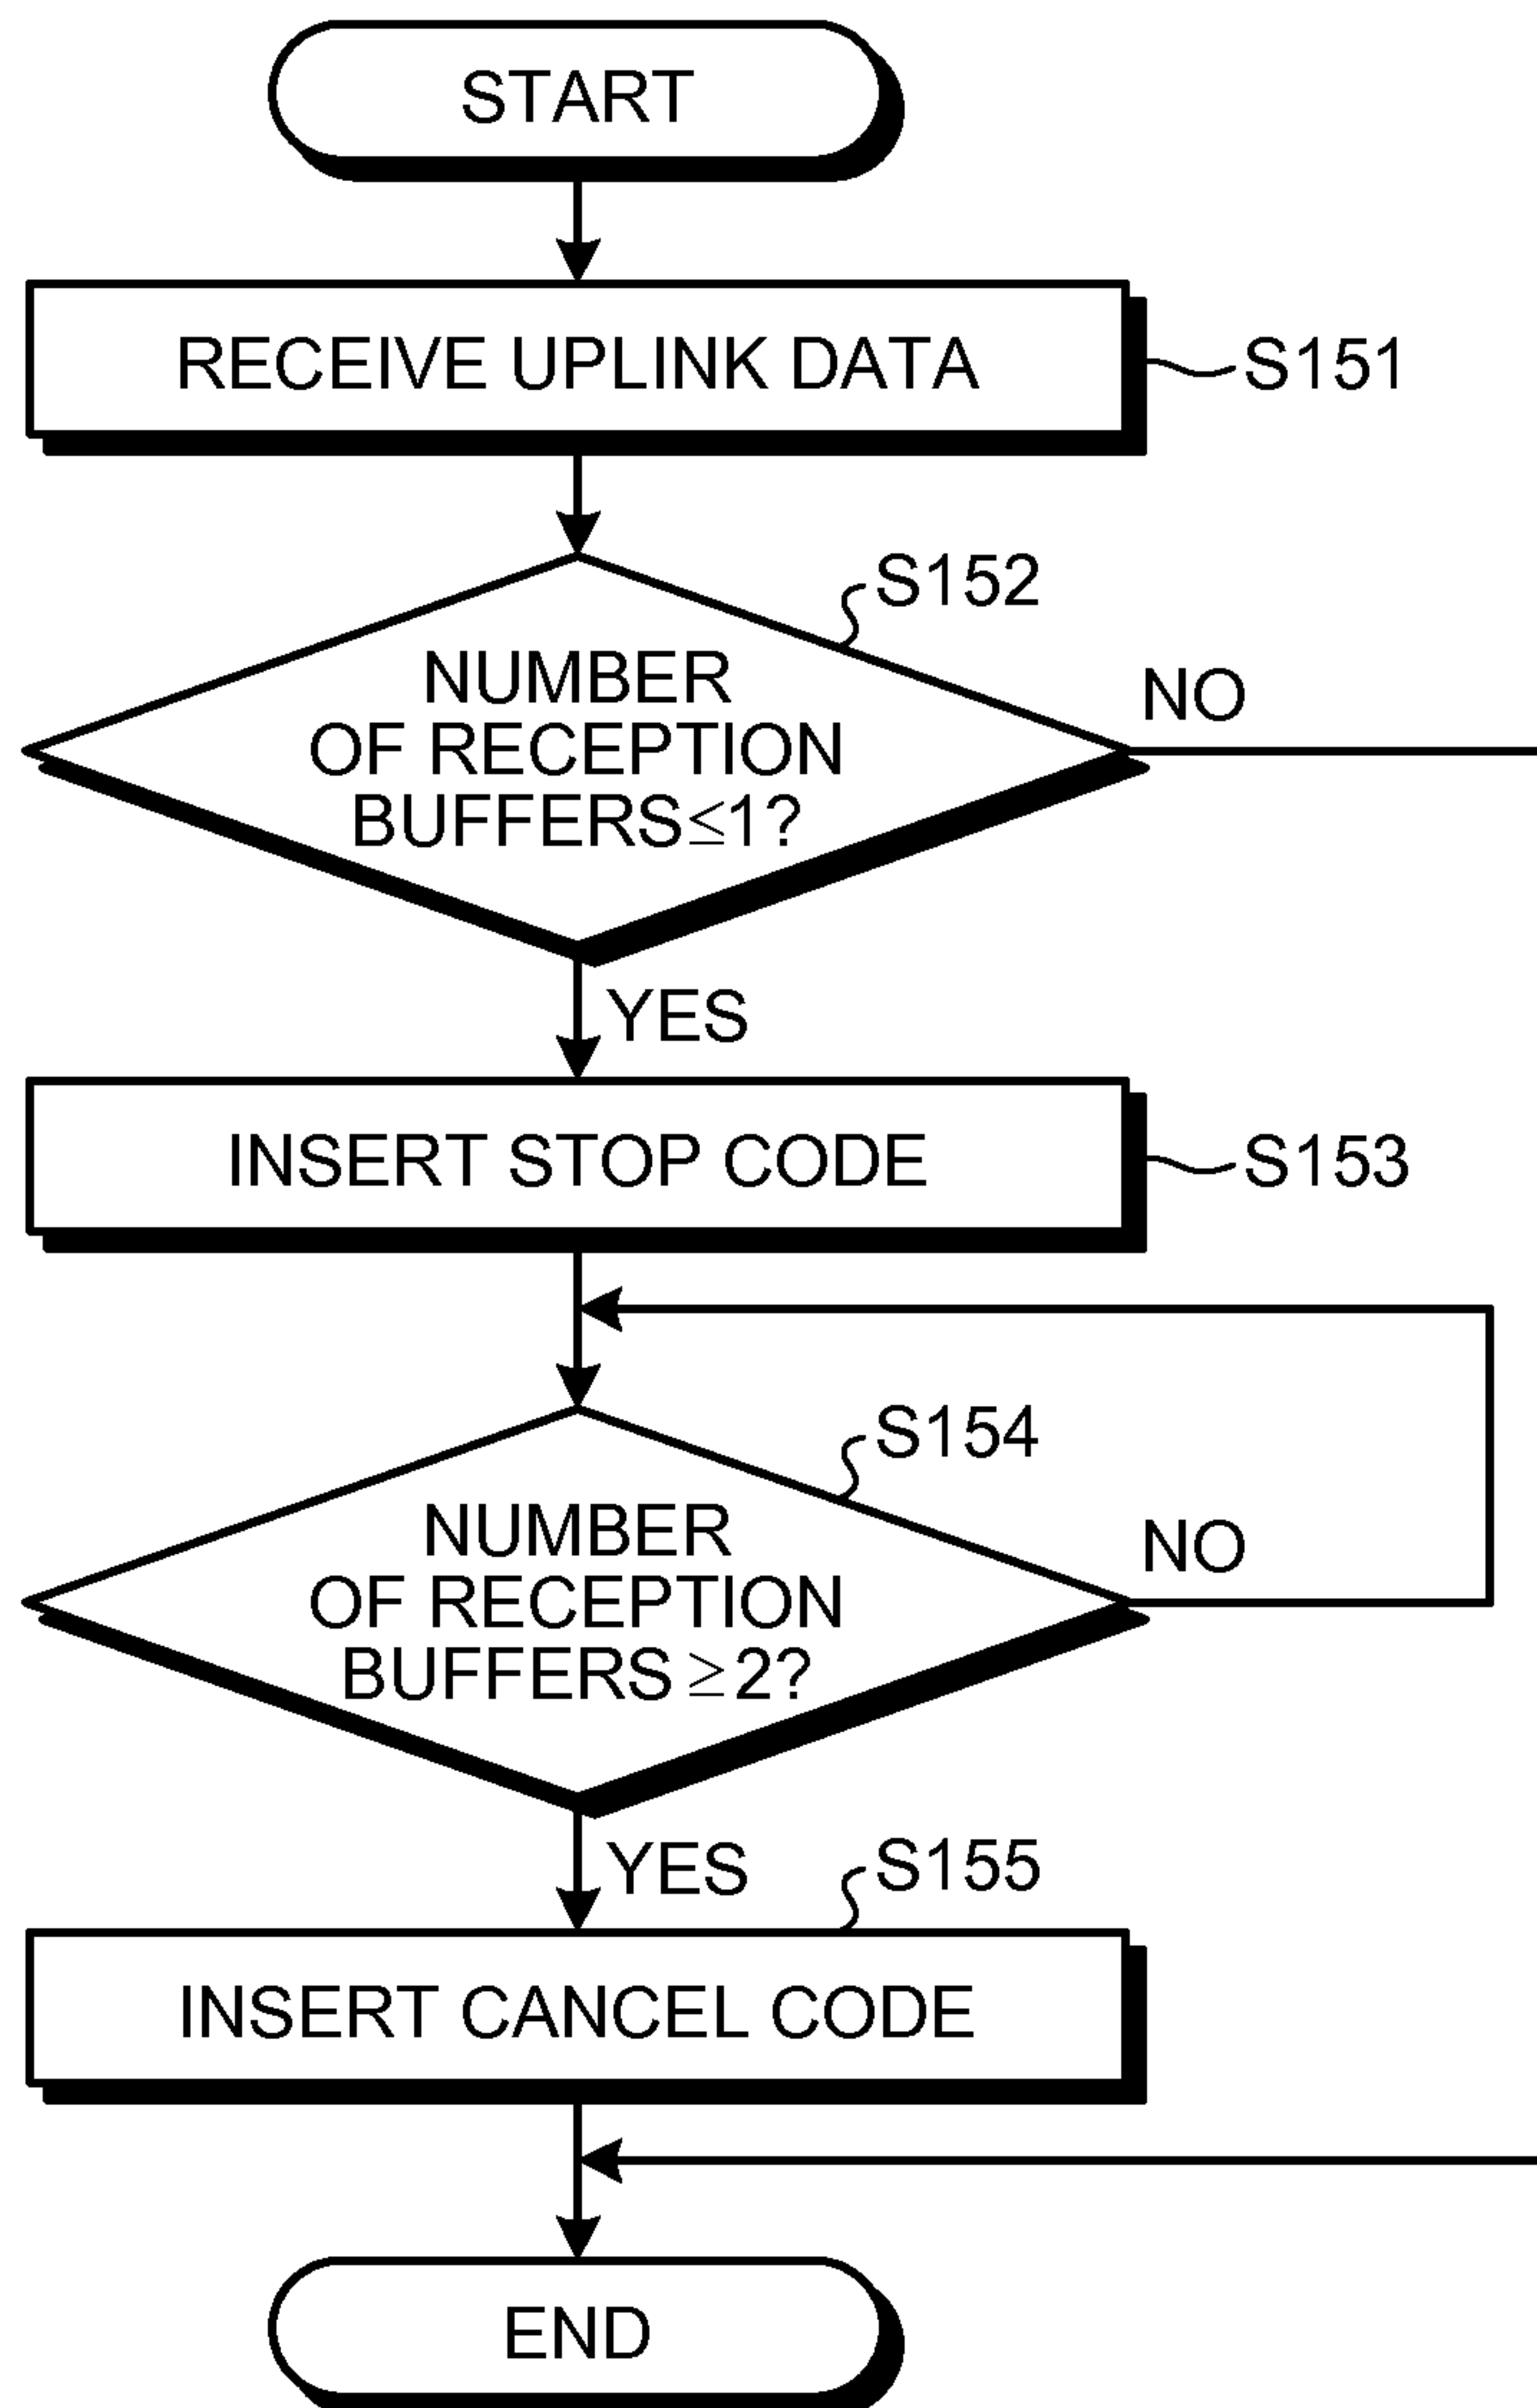 START
RECEIVE UPLINK DATA
S151
S152
NUMBER
OF RECEPTION
BUFFERS≦1?
NO
YES
INSERT STOP CODE
S153
S154
NUMBER
OF RECEPTION
BUFFERS≧2?
NO
YES
S155
INSERT CANCEL CODE
END